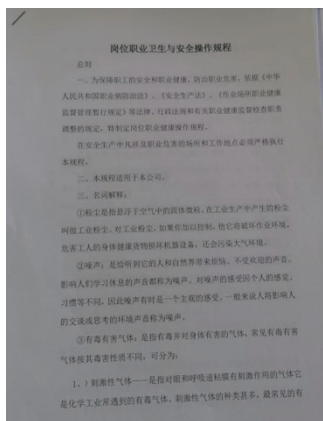 岗位职业卫生与安全操作规程
总则
一、为保障职工的安全和职业健康，防治职业危害，依据《中华
人民共和国职业病防治法》、《安全生产法》、《作业场所职业健康
监督管理暂行规定》等法律、行政法规和有关职业健康监督检查职责
调整的规定，特制定岗位职业健康操作规程。
在安全生产中凡涉及职业危害的场所和工作地点必须严格执行
本规程。
二、本规程适用于本公司。
三、名词解释：
①粉尘是指悬浮于空气中的固体微粒。在工业生产中产生的粉尘
叫做工业粉尘。对工业粉尘，如果你加以控制，他它将破坏作业环境，
危害工人的身体健康货物损坏机器设备，还会污染大气环境。
②噪声：是给听到它的人和自然界带来烦恼、不受欢迎的声音。
影响人们学习休息的声音都称为噪声。对噪声的感受因个人的感觉、
习惯等不同，因此噪声有时是一个主观的感受。一般来说人将影响人
的交谈或思考的环境声音称为噪声。
③有毒有害气体：是指有毒并对身体有害的气体，常见有毒有害
气体按其毒害性质不同，可分为：
1、）刺激性气体——是指对眼和呼吸道粘膜有刺激作用的气体它
是化学工业常遇到的有毒气体。刺激性气体的种类甚多，最常见的有